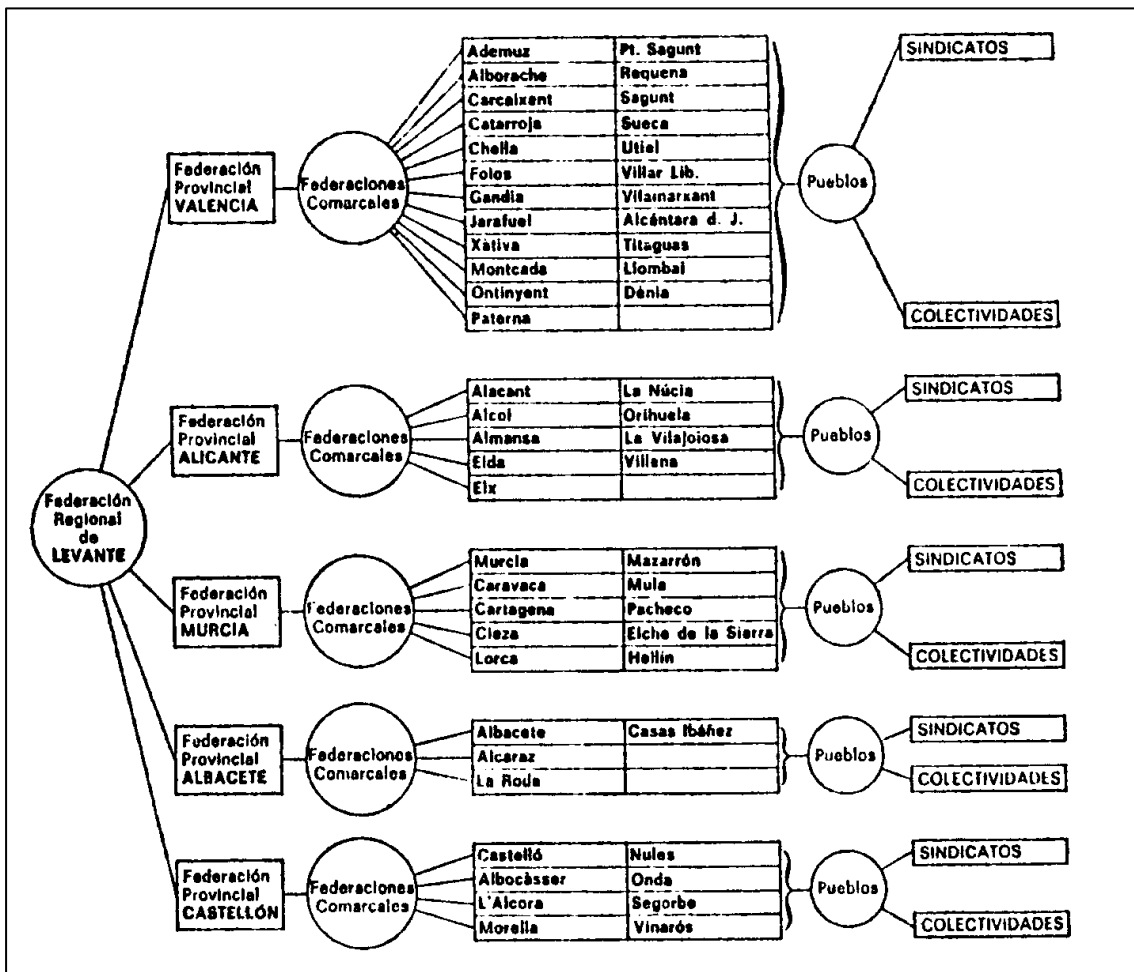 Federación
Regional
de
LEVANTE
Federación
Provincial
VALENCIA
Federaciones
Comarcales
Ademuz Pt. Sagunt
Alborache Requena
Carcaixent Sagunt
Catarroja Sueca
Chella Utiel
Folos Villar Lib.
Gandia Vilamarxant
Jarafuel Alcántara d. J.
Xàtiva Titaguas
Montcada Llombai
Ontinyent Dénia
Paterna
Pueblos
SINDICATOS
COLECTIVIDADES
Federación
Provincial
ALICANTE
Federaciones
Comarcales
Alacant La Núcia
Alcoi Orihuela
Almansa La Vilajoiosa
Elda Villena
Elx
Pueblos
SINDICATOS
COLECTIVIDADES
Federación
Provincial
MURCIA
Federaciones
Comarcales
Murcia Mazarrón
Caravaca Mula
Cartagena Pacheco
Cieza Elche de la Sierra
Lorca Hellín
Pueblos
SINDICATOS
COLECTIVIDADES
Federación
Provincial
ALBACETE
Federaciones
Comarcales
Albacete Casas Ibáñez
Alcaraz
La Roda
Pueblos
SINDICATOS
COLECTIVIDADES
Federación
Provincial
CASTELLÓN
Federaciones
Comarcales
Castelló Nules
Albocàsser Onda
L'Alcora Segorbe
Morella Vinarós
Pueblos
SINDICATOS
COLECTIVIDADES